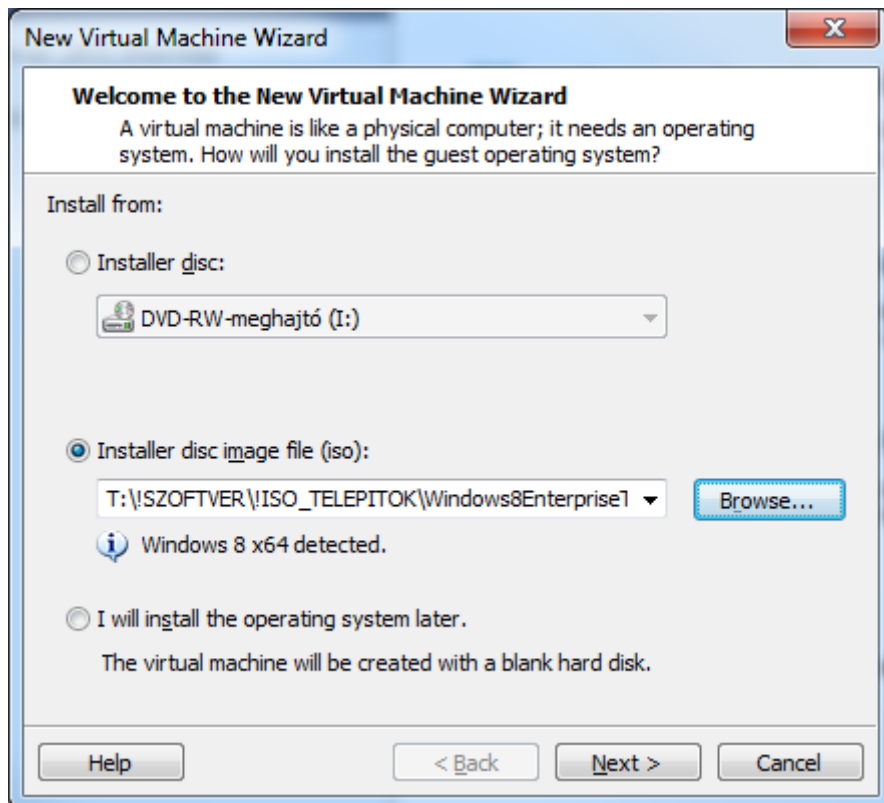 New Virtual Machine Wizard
Welcome to the New Virtual Machine Wizard
A virtual machine is like a physical computer; it needs an operating
system. How will you install the guest operating system?
Install from:
Installer disc:
DVD-RW-meghajtó (I:)
Installer disc image file (iso):
T:\!SZOFTVER\!ISO_TELEPITOK\Windows8EnterpriseT
Browse...
Windows 8 x64 detected.
I will install the operating system later.
The virtual machine will be created with a blank hard disk.
Help
< Back
Next >
Cancel